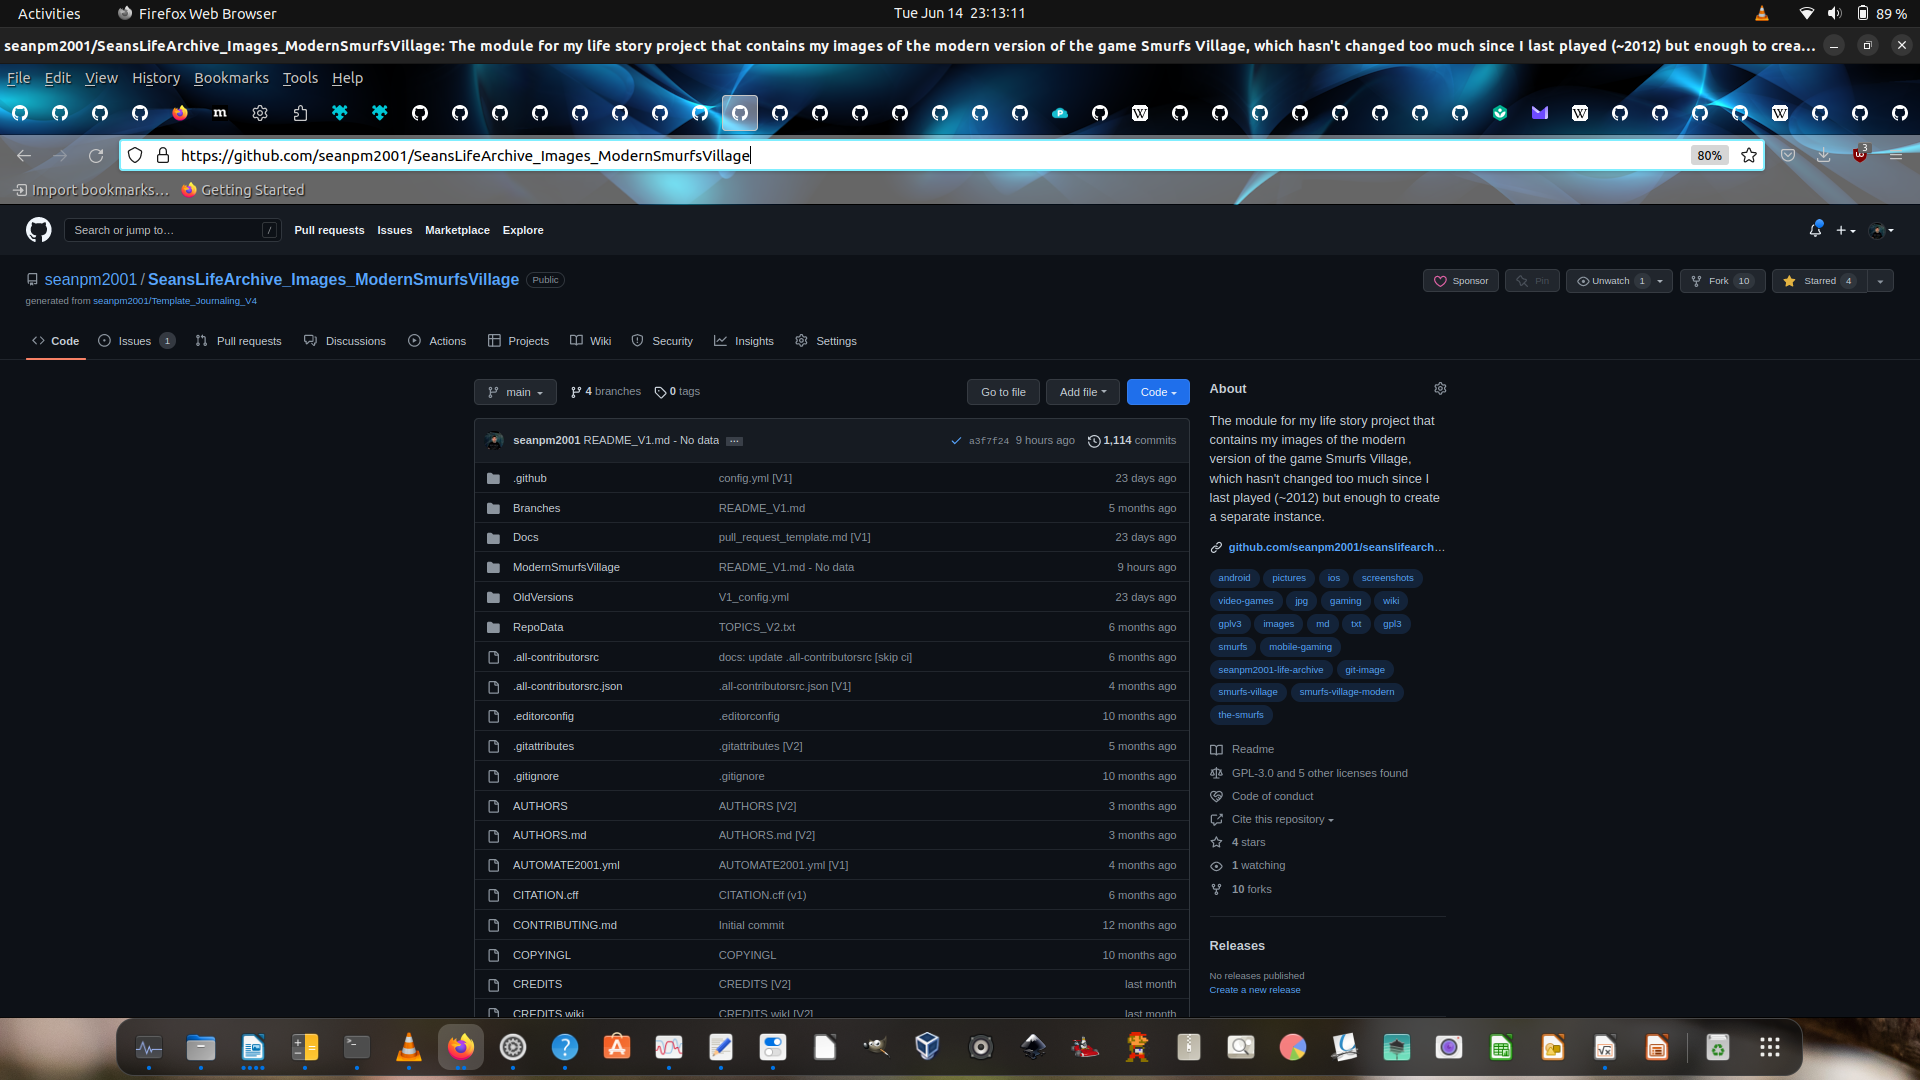 Activities
Firefox Web Browser
Tue Jun 14 23:13:11
89 %
seanpm2001/SeansLifeArchive_Images_ModernSmurfsVillage: The module for my life story project that contains my images of the modern version of the game Smurfs Village, which hasn't changed too much since I last played (~2012) but enough to crea…
File Edit View History Bookmarks Tools Help
https://github.com/seanpm2001/SeansLifeArchive_Images_ModernSmurfsVillage
80%
3
Import bookmarks… Getting Started
Search or jump to… /
Pull requests Issues Marketplace Explore
seanpm2001 / SeansLifeArchive_Images_ModernSmurfsVillage Public
generated from seanpm2001/Template_Journaling_V4
Sponsor Pin Unwatch 1 Fork 10 Starred 4
Code Issues 1 Pull requests Discussions Actions Projects Wiki Security Insights Settings
main 4 branches 0 tags Go to file Add file Code
seanpm2001 README_V1.md - No data ... a3f7f24 9 hours ago 1,114 commits
.github config.yml [V1] 23 days ago
Branches README_V1.md 5 months ago
Docs pull_request_template.md [V1] 23 days ago
ModernSmurfsVillage README_V1.md - No data 9 hours ago
OldVersions V1_config.yml 23 days ago
RepoData TOPICS_V2.txt 6 months ago
.all-contributorsrc docs: update .all-contributorsrc [skip ci] 6 months ago
.all-contributorsrc.json .all-contributorsrc.json [V1] 4 months ago
.editorconfig .editorconfig 10 months ago
.gitattributes .gitattributes [V2] 5 months ago
.gitignore .gitignore 10 months ago
AUTHORS AUTHORS [V2] 3 months ago
AUTHORS.md AUTHORS.md [V2] 3 months ago
AUTOMATE2001.yml AUTOMATE2001.yml [V1] 4 months ago
CITATION.cff CITATION.cff (v1) 6 months ago
CONTRIBUTING.md Initial commit 12 months ago
COPYINGL COPYINGL 10 months ago
CREDITS CREDITS [V2] last month
CREDITS.wiki CREDITS.wikI [V2] last month
About
The module for my life story project that
contains my images of the modern
version of the game Smurfs Village,
which hasn't changed too much since I
last played (~2012) but enough to create
a separate instance.
github.com/seanpm2001/seanslifearch…
android pictures ios screenshots
video-games jpg gaming wiki
gplv3 images md txt gpl3
smurfs mobile-gaming
seanpm2001-life-archive git-image
smurfs-village smurfs-village-modern
the-smurfs
Readme
GPL-3.0 and 5 other licenses found
Code of conduct
Cite this repository
4 stars
1 watching
10 forks
Releases
No releases published
Create a new release